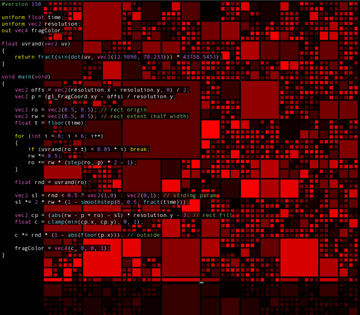 #version 150
uniform float time;
uniform vec2 resolution;
out vec4 fragColor;
float uvrand(vec2 uv)
{
return fract(sin(dot(uv, vec2(12.9898, 78.233))) * 43758.5453);
}
void main(void)
{
vec2 offs = vec2(resolution.x - resolution.y, 0) / 2;
vec2 p = (gl_FragCoord.xy - offs) / resolution.y;
vec2 ro = vec2(0.5, 0.5); // rect origin
vec2 rw = vec2(0.5, 0.5); // rect extent (half width)
float t = floor(time);
for (int i = 0; i < 6; i++)
{
if (uvrand(ro + t) < 0.05 * i) break;
rw *= 0.5;
ro += rw * (step(ro, p) * 2 - 1);
}
float rnd = uvrand(ro);
vec2 sl = rnd < 0.5 ? vec2(1,0) : vec2(0,1); // sliding param
sl *= 2 * rw * (1 - smoothstep(0, 0.5, fract(time)));
vec2 cp = (abs(rw - p + ro) - sl) * resolution.y - 3; // rect fill
float c = clamp(min(cp.x, cp.y), 0, 1);
c *= rnd * (1 - abs(floor(p.x))); // outside
fragColor = vec4(c, 0, 0, 1);
}